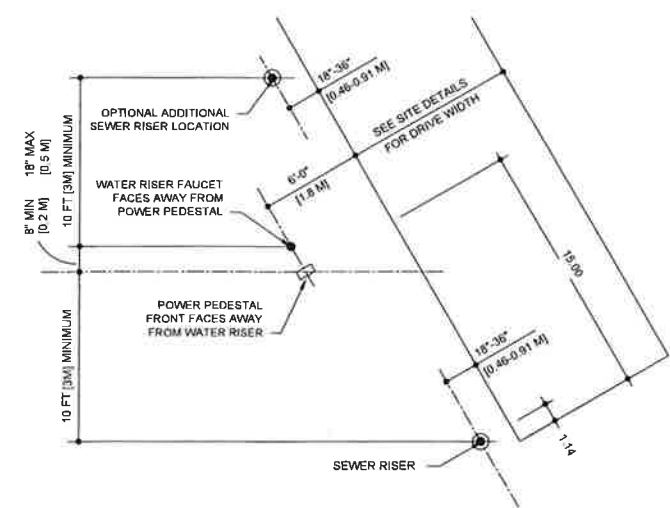 18"-36"
[0.46-0.91 M]
OPTIONAL ADDITIONAL
SEWER RISER LOCATION
SEE SITE DETAILS
FOR DRIVE WIDTH
18" MAX
[0.5 M]
8" MIN
[0.2 M]
10 FT [3M] MINIMUM
6'-0"
[1.8 M]
WATER RISER FAUCET
FACES AWAY FROM
POWER PEDESTAL
15.00
POWER PEDESTAL
FRONT FACES AWAY
FROM WATER RISER
10 FT [3M] MINIMUM
18"-36"
[0.46-0.91 M]
1.14
SEWER RISER